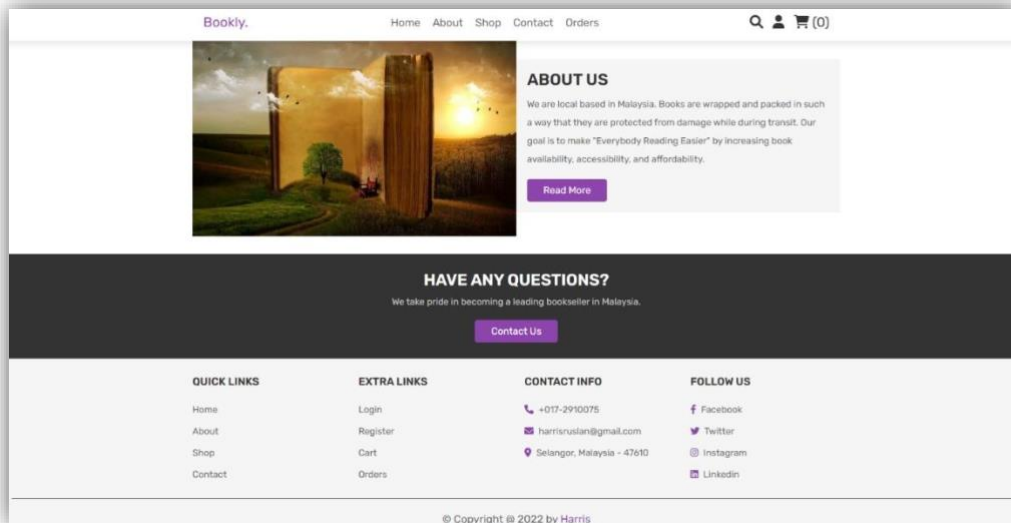 Bookly.
Home About Shop Contact Orders
(0)
ABOUT US
We are local based in Malaysia. Books are wrapped and packed in such
a way that they are protected from damage while during transit. Our
goal is to make "Everybody Reading Easier" by increasing book
availability, accessibility, and affordability.
Read More
HAVE ANY QUESTIONS?
We take pride in becoming a leading bookseller in Malaysia.
Contact Us
QUICK LINKS
Home
About
Shop
Contact
EXTRA LINKS
Login
Register
Cart
Orders
CONTACT INFO
+017-2910075
harrisruslan@gmail.com
Selangor, Malaysia - 47610
FOLLOW US
Facebook
Twitter
Instagram
Linkedin
© Copyright @ 2022 by Harris